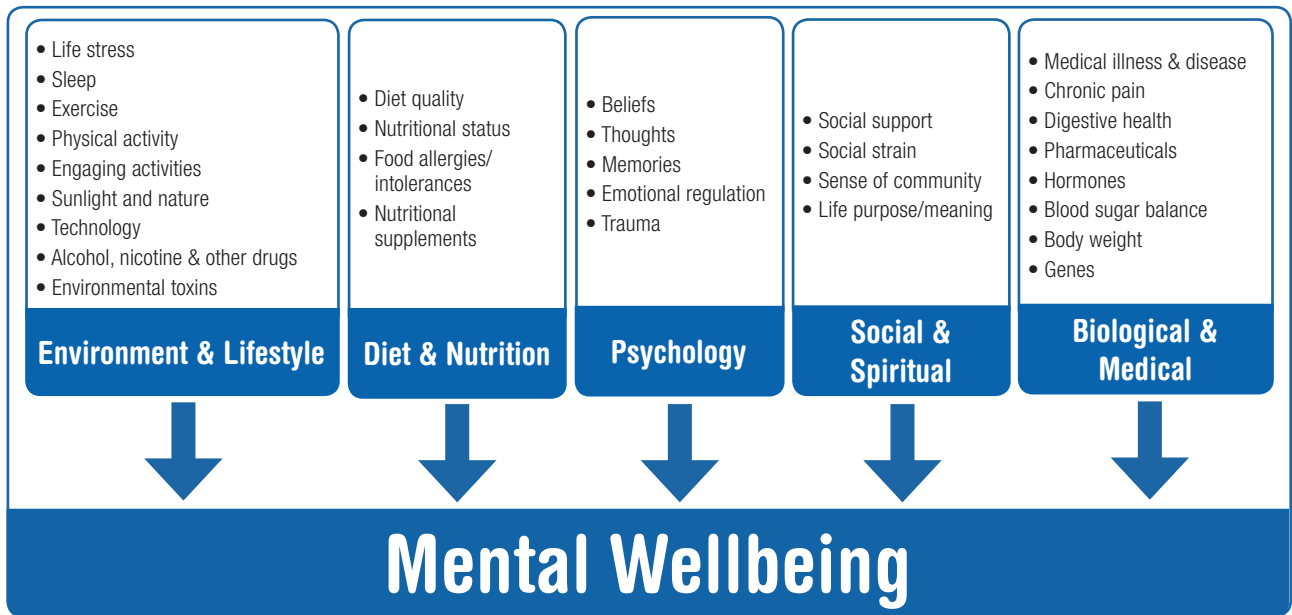 • Life stress
• Sleep
• Exercise
• Physical activity
• Engaging activities
• Sunlight and nature
• Technology
• Alcohol, nicotine & other drugs
• Environmental toxins
Environment & Lifestyle
• Diet quality
• Nutritional status
• Food allergies/
intolerances
• Nutritional
supplements
Diet & Nutrition
• Beliefs
• Thoughts
• Memories
• Emotional regulation
• Trauma
Psychology
• Social support
• Social strain
• Sense of community
• Life purpose/meaning
Social &
Spiritual
• Medical illness & disease
• Chronic pain
• Digestive health
• Pharmaceuticals
• Hormones
• Blood sugar balance
• Body weight
• Genes
Biological &
Medical
Mental Wellbeing